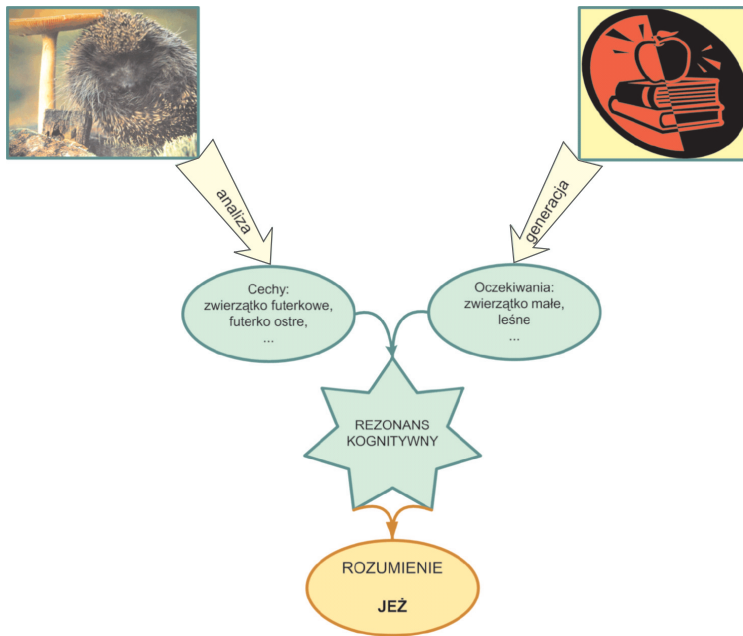 analiza
generacja
Cechy:
zwierzątko futerkowe,
futerko ostre,
...
Oczekiwania:
zwierzątko małe,
leśne
...
REZONANS
KOGNITYWNY
ROZUMIENIE
JEŻ